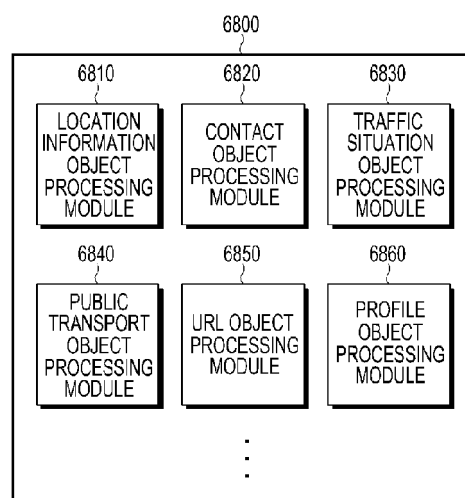 6800
6810
6820
6830
LOCATION
INFORMATION
OBJECT
PROCESSING
MODULE
CONTACT
OBJECT
PROCESSING
MODULE
TRAFFIC
SITUATION
OBJECT
PROCESSING
MODULE
6840
6850
6860
PUBLIC
TRANSPORT
OBJECT
PROCESSING
MODULE
URL OBJECT
PROCESSING
MODULE
PROFILE
OBJECT
PROCESSING
MODULE